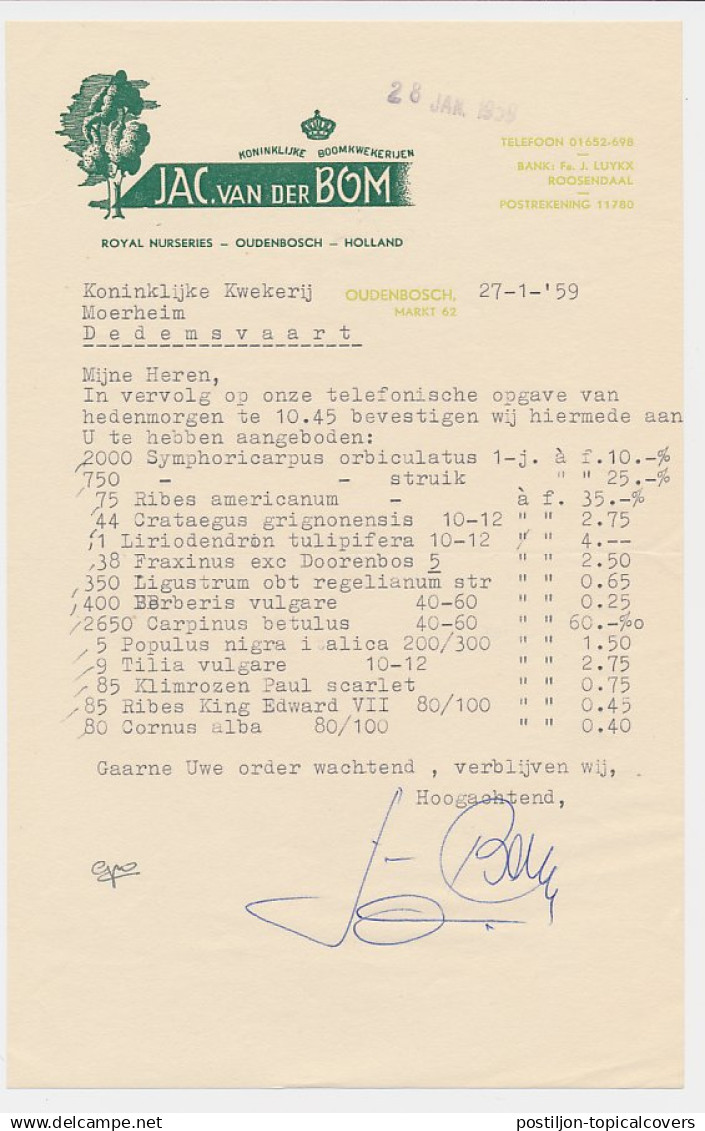 28 JAN. 1959
KONINKLIJKE BOOMKWEKERIJEN
JAC. VAN DER BOM
ROYAL NURSERIES – OUDENBOSCH – HOLLAND
TELEFOON 01652-698
BANK: Fa. J. LUYKX
ROOSENDAAL
POSTREKENING 11780
Koninklijke Kwekerij
Moerheim
Dedemsvaart
OUDENBOSCH, 27-1-'59
MARKT 62
Mijne Heren,
In vervolg op onze telefonische opgave van
hedenmorgen te 10.45 bevestigen wij hiermede aan
U te hebben aangeboden:
2000 Symphoricarpus orbiculatus 1-j. à f.10.-%
750 - - struik " " 25.-%
75 Ribes americanum - à f. 35.-%
44 Crataegus grignonensis 10-12 " " 2.75
1 Liriodendron tulipifera 10-12 " " 4.--
38 Fraxinus exc Doorenbos 5 " " 2.50
350 Ligustrum obt regelianum str " " 0.65
400 Berberis vulgare 40-60 " " 0.25
2650 Carpinus betulus 40-60 " " 60.-%o
5 Populus nigra italica 200/300 " " 1.50
9 Tilia vulgare 10-12 " " 2.75
85 Klimrozen Paul scarlet " " 0.75
85 Ribes King Edward VII 80/100 " " 0.45
80 Cornus alba 80/100 " " 0.40
Gaarne Uwe order wachtend , verblijven wij,
Hoogachtend,
postiljon-topicalcovers